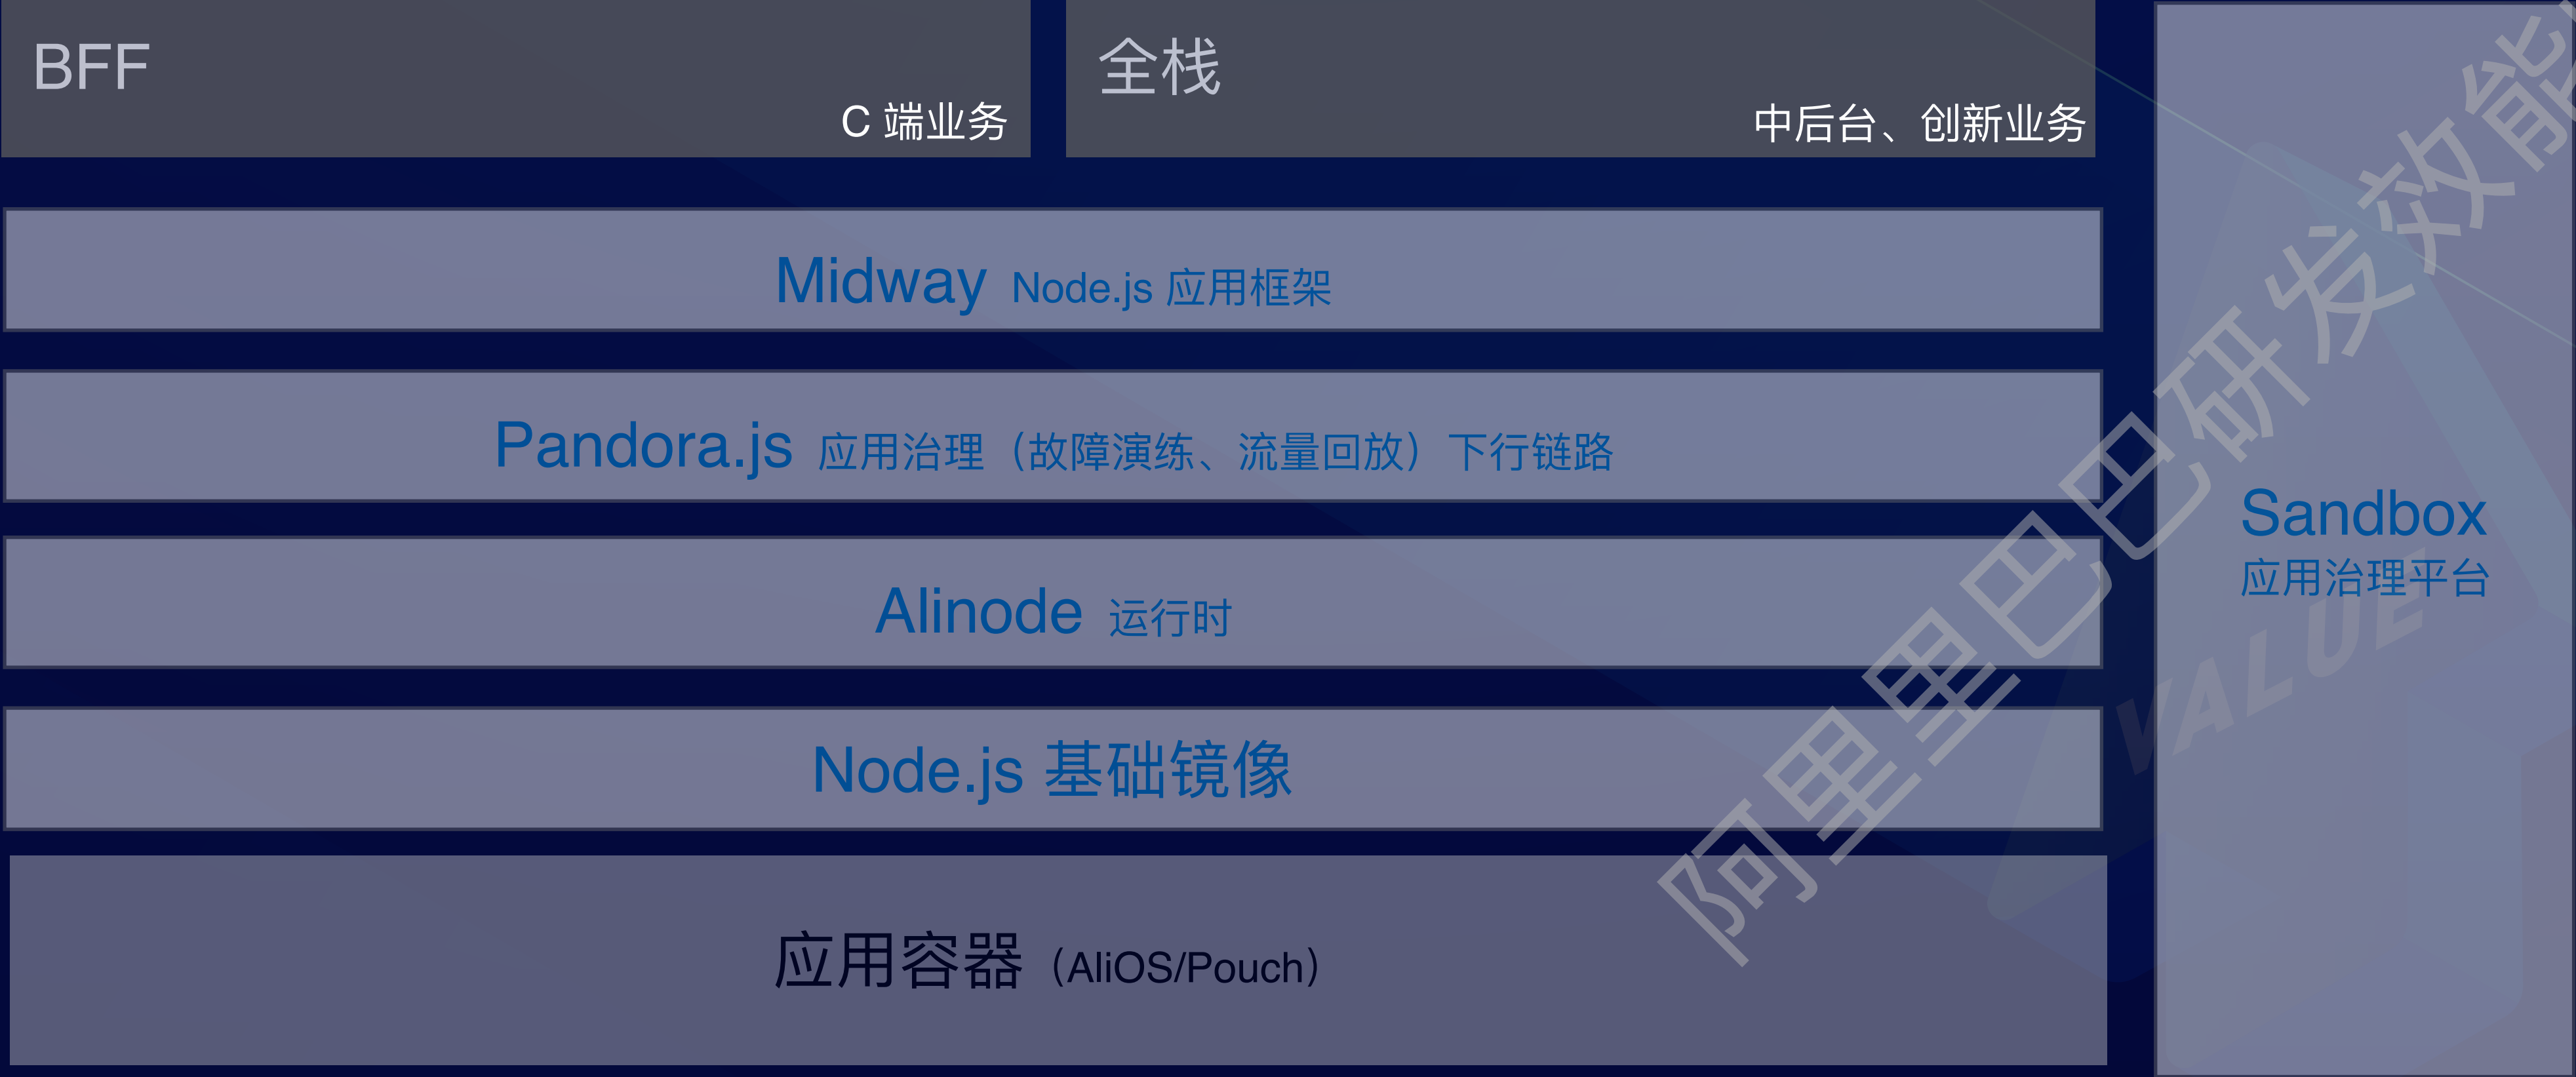 BFF
C 端业务
全栈
中后台、创新业务
Midway Node.js 应用框架
Pandora.js 应用治理（故障演练、流量回放）下行链路
Alinode 运行时
Node.js 基础镜像
应用容器（AliOS/Pouch）
Sandbox
应用治理平台
VALUE
阿里里巴巴研发效能